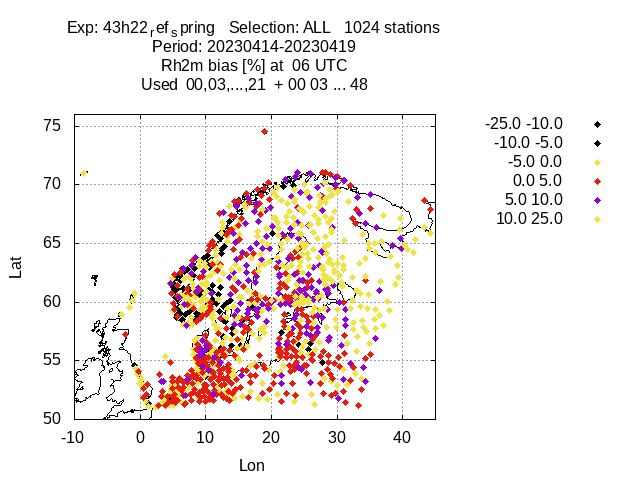 Exp: 43h22ref spring   Selection: ALL   1024 stations
Period: 20230414-20230419
Rh2m bias [%] at  06 UTC
Used  00,03,...,21  + 00 03 ... 48
-25.0 -10.0
-10.0 -5.0
-5.0 0.0
0.0 5.0
5.0 10.0
10.0 25.0
75
70
65
60
55
50
Lat
-10 0 10 20 30 40
Lon